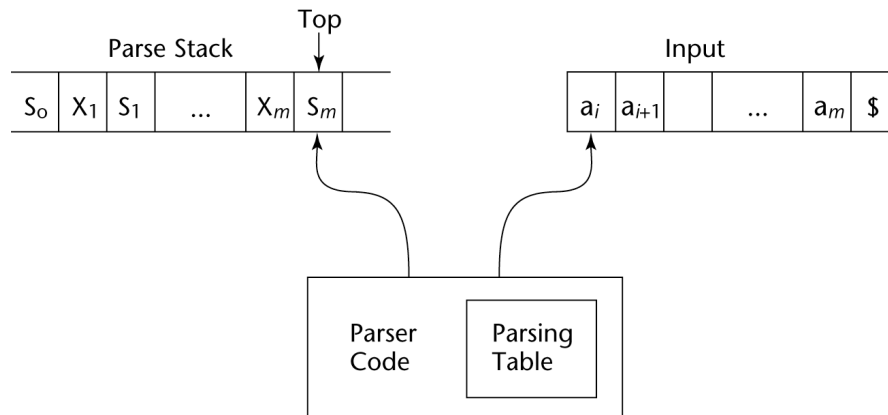 Top
Parse Stack
Input
S₀ X₁ S₁ ... Xₘ Sₘ
aᵢ aᵢ₊₁ ... aₘ $
Parser
Code
Parsing
Table